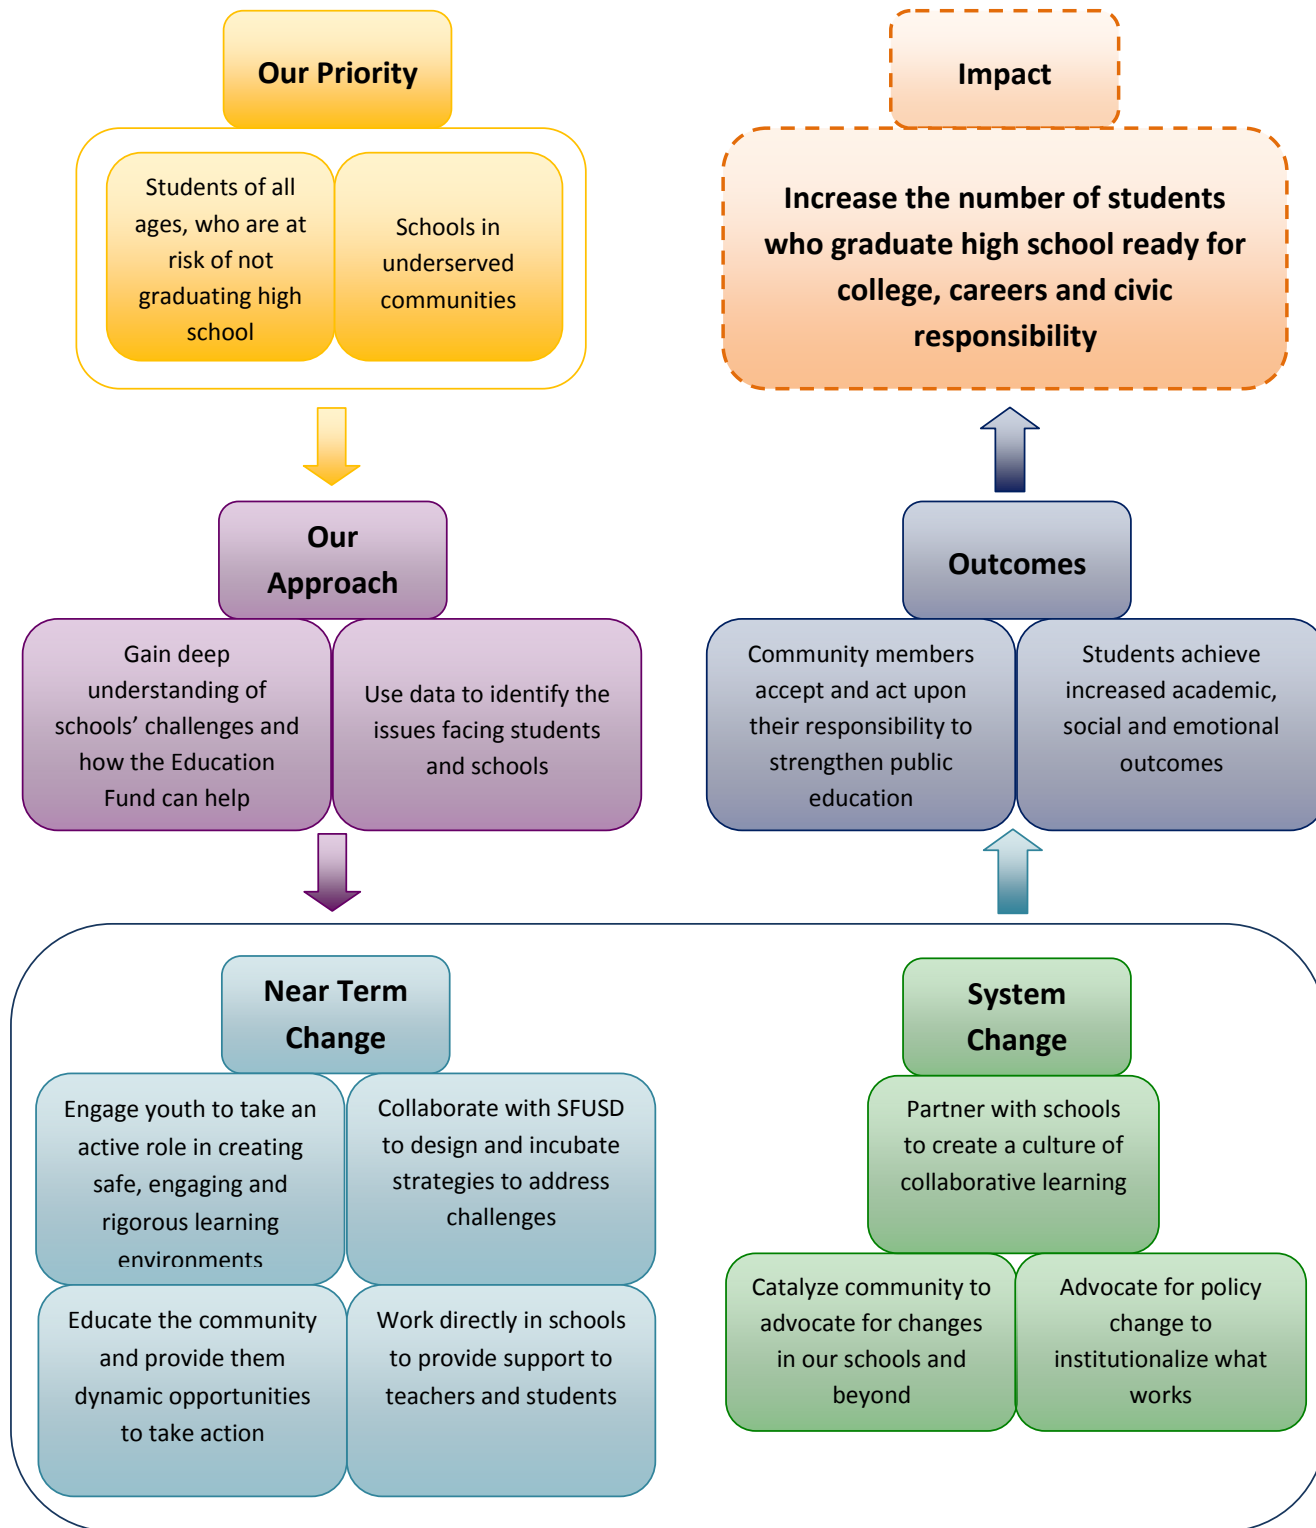 Our Priority
Students of all
ages, who are at
risk of not
graduating high
school
Schools in
underserved
communities
Impact
Increase the number of students
who graduate high school ready for
college, careers and civic
responsibility
Our
Approach
Gain deep
understanding of
schools’ challenges and
how the Education
Fund can help
Use data to identify the
issues facing students
and schools
Outcomes
Community members
accept and act upon
their responsibility to
strengthen public
education
Students achieve
increased academic,
social and emotional
outcomes
Near Term
Change
Engage youth to take an
active role in creating
safe, engaging and
rigorous learning
environments
Collaborate with SFUSD
to design and incubate
strategies to address
challenges
Educate the community
and provide them
dynamic opportunities
to take action
Work directly in schools
to provide support to
teachers and students
System
Change
Partner with schools
to create a culture of
collaborative learning
Catalyze community to
advocate for changes
in our schools and
beyond
Advocate for policy
change to
institutionalize what
works